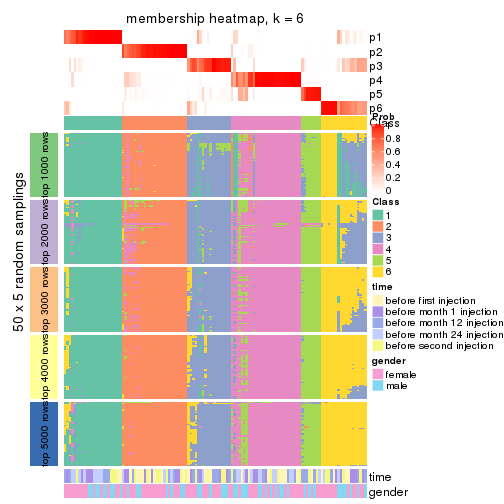 membership heatmap, k = 6
p1
p2
p3
p4
p5
p6
Class
Prob
1
0.8
0.6
0.4
0.2
0
Class
1
2
3
4
5
6
time
before first injection
before month 1 injection
before month 12 injection
before month 24 injection
before second injection
gender
female
male
50 x 5 random samplings
top 1000 rows
top 2000 rows
top 3000 rows
top 4000 rows
top 5000 rows
time
gender